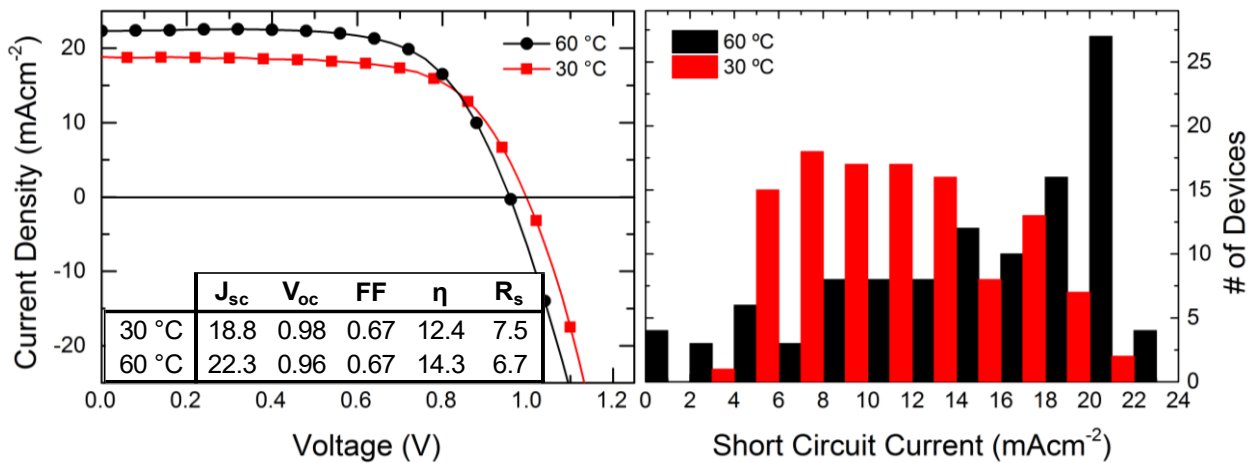 Current Density (mAcm-2)
20
10
0
-10
-20
60 °C
30 °C
Jsc Voc FF η Rs
30 °C 18.8 0.98 0.67 12.4 7.5
60 °C 22.3 0.96 0.67 14.3 6.7
0.0 0.2 0.4 0.6 0.8 1.0 1.2
Voltage (V)
60 ºC
30 ºC
25
20
15
10
5
0
# of Devices
0 2 4 6 8 10 12 14 16 18 20 22 24
Short Circuit Current (mAcm-2)